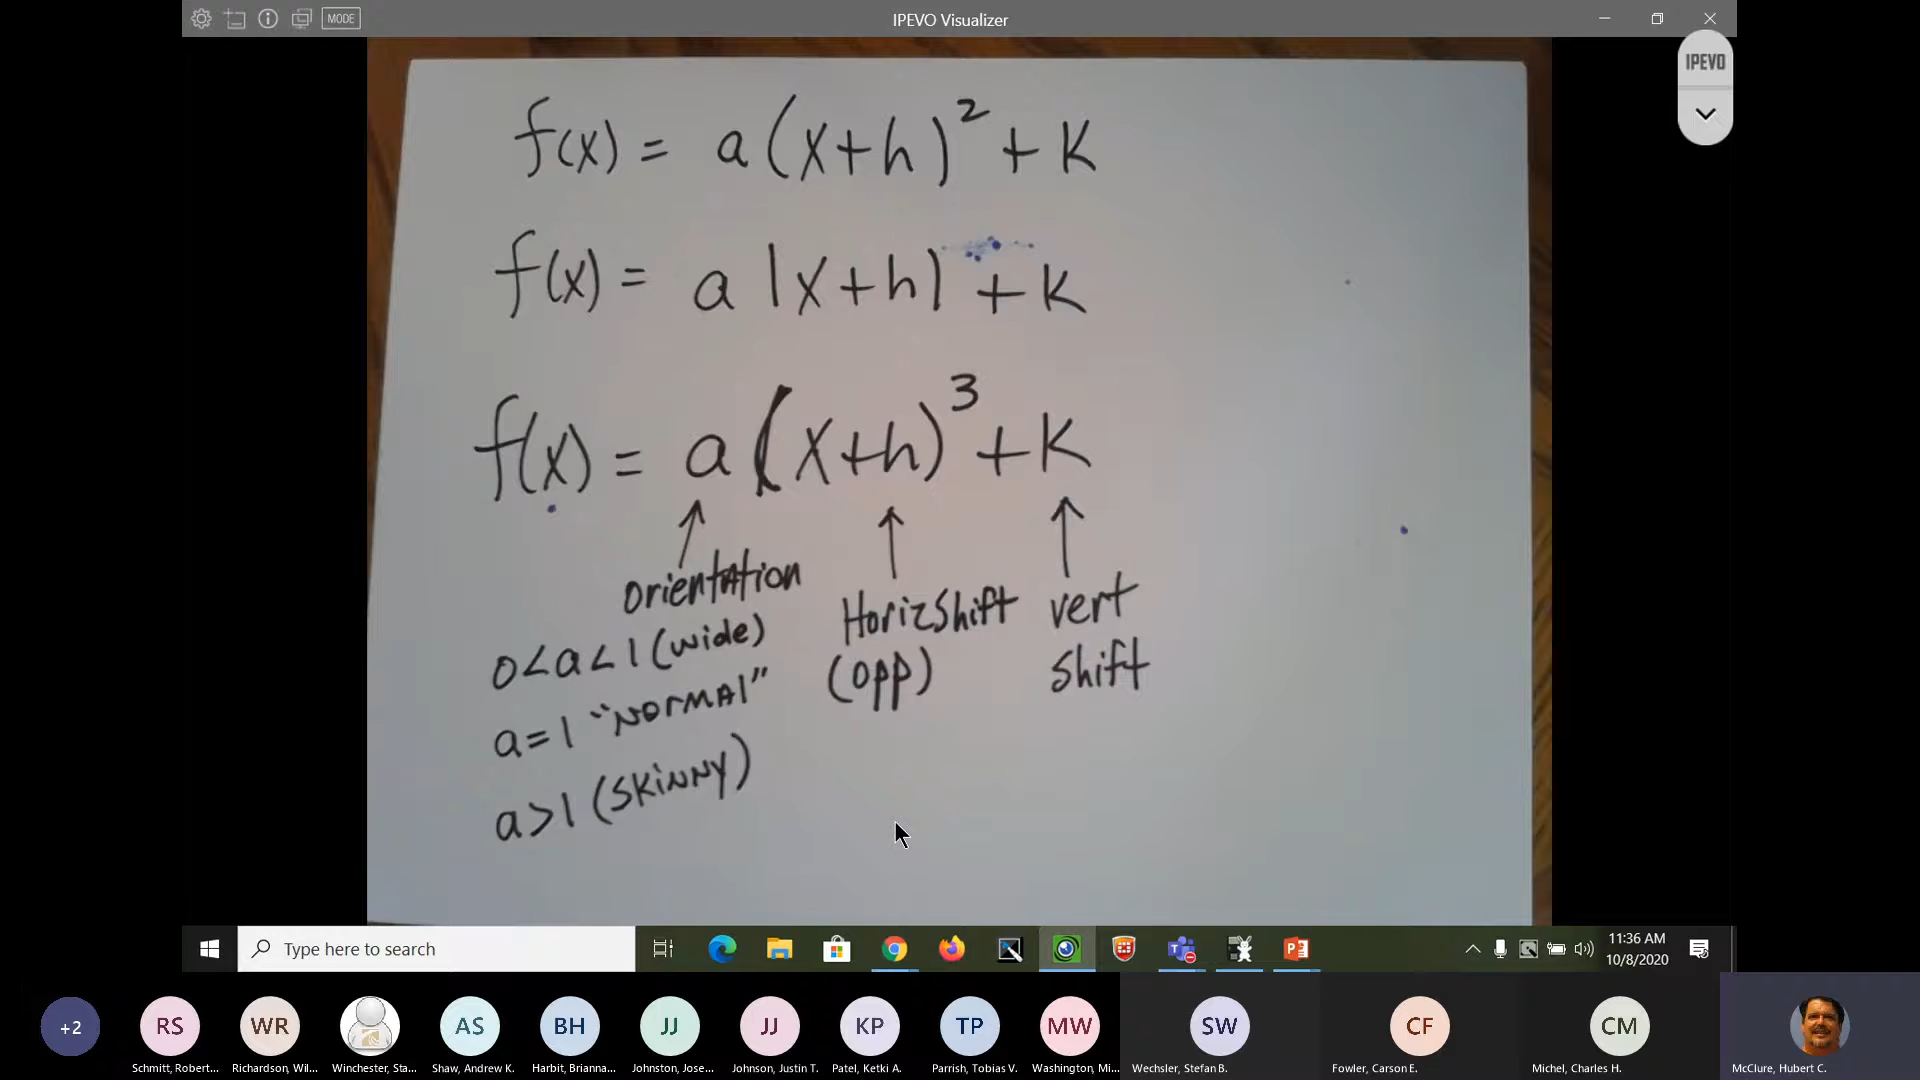 MODE
IPEVO Visualizer
IPEVO
f(x) = a(x+h)² + K
f(x) = a|x+h| + K
f(x) = a(x+h)³ + K
orientation
Horiz Shift
(opp)
vert
shift
0<a<1 (wide)
a=1 "NORMAl"
a>1 (SKiNNY)
Type here to search
11:36 AM
10/8/2020
+2
RS
WR
AS
BH
JJ
JJ
KP
TP
MW
SW
CF
CM
Schmitt, Robert...
Richardson, Wil...
Winchester, Sta...
Shaw, Andrew K.
Harbit, Brianna...
Johnston, Jose...
Johnson, Justin T.
Patel, Ketki A.
Parrish, Tobias V.
Washington, Mi...
Wechsler, Stefan B.
Fowler, Carson E.
Michel, Charles H.
McClure, Hubert C.